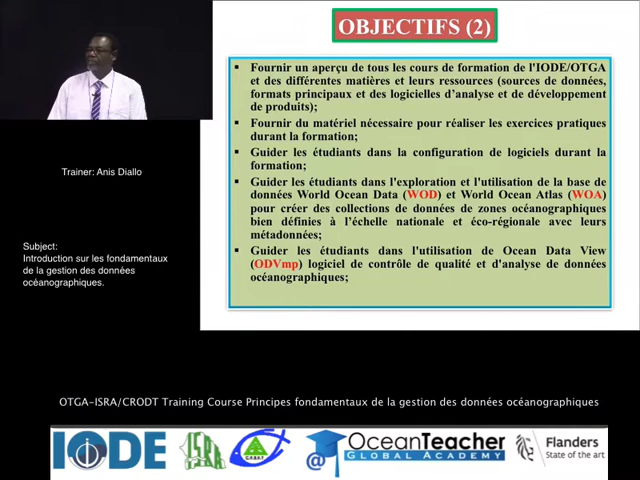 OBJECTIFS (2)
▪ Fournir un aperçu de tous les cours de formation de l'IODE/OTGA
et des différentes matières et leurs ressources (sources de données,
formats principaux et des logicielles d'analyse et de développement
de produits);
▪ Fournir du matériel nécessaire pour réaliser les exercices pratiques
durant la formation;
▪ Guider les étudiants dans la configuration de logiciels durant la
formation;
▪ Guider les étudiants dans l'exploration et l'utilisation de la base de
données World Ocean Data (WOD) et World Ocean Atlas (WOA)
pour créer des collections de données de zones océanographiques
bien définies à l'échelle nationale et éco-régionale avec leurs
métadonnées;
▪ Guider les étudiants dans l'utilisation de Ocean Data View
(ODVmp) logiciel de contrôle de qualité et d'analyse de données
océanographiques;
Trainer: Anis Diallo
Subject:
Introduction sur les fondamentaux
de la gestion des données
océanographiques.
OTGA-ISRA/CRODT Training Course Principes fondamentaux de la gestion des données océanographiques
IODE
ISRA
@ OceanTeacher
GLOBAL ACADEMY
Flanders
State of the art